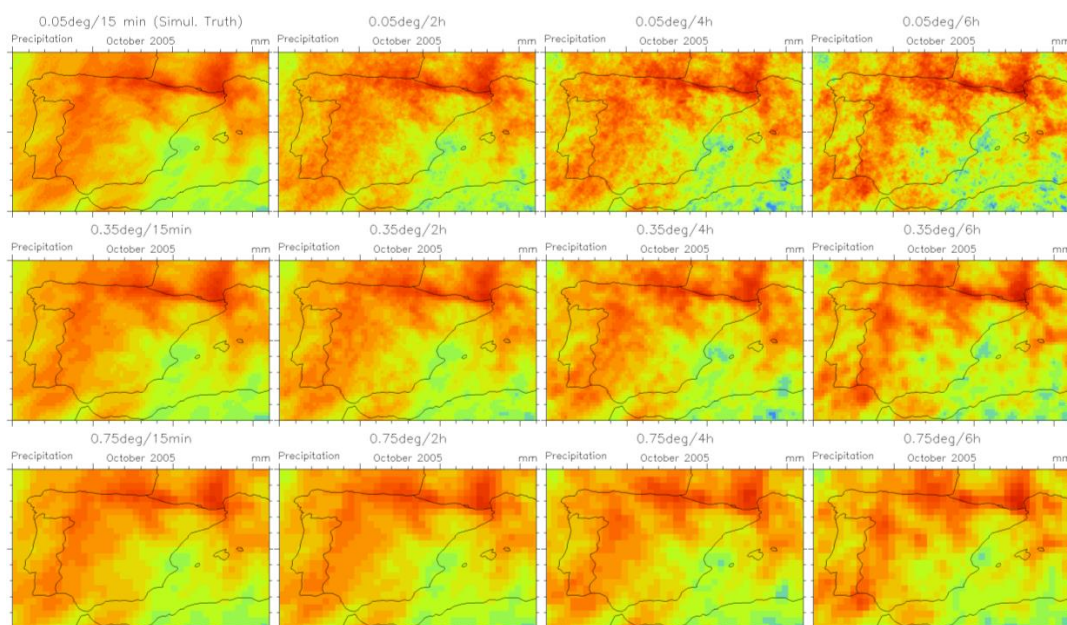 0.05deg/15 min (Simul. Truth)
0.05deg/2h
0.05deg/4h
0.05deg/6h
Precipitation October 2005 mm
Precipitation October 2005 mm
Precipitation October 2005 mm
Precipitation October 2005 mm
0.35deg/15min
0.35deg/2h
0.35deg/4h
0.35deg/6h
Precipitation October 2005 mm
Precipitation October 2005 mm
Precipitation October 2005 mm
Precipitation October 2005 mm
0.75deg/15min
0.75deg/2h
0.75deg/4h
0.75deg/6h
Precipitation October 2005 mm
Precipitation October 2005 mm
Precipitation October 2005 mm
Precipitation October 2005 mm